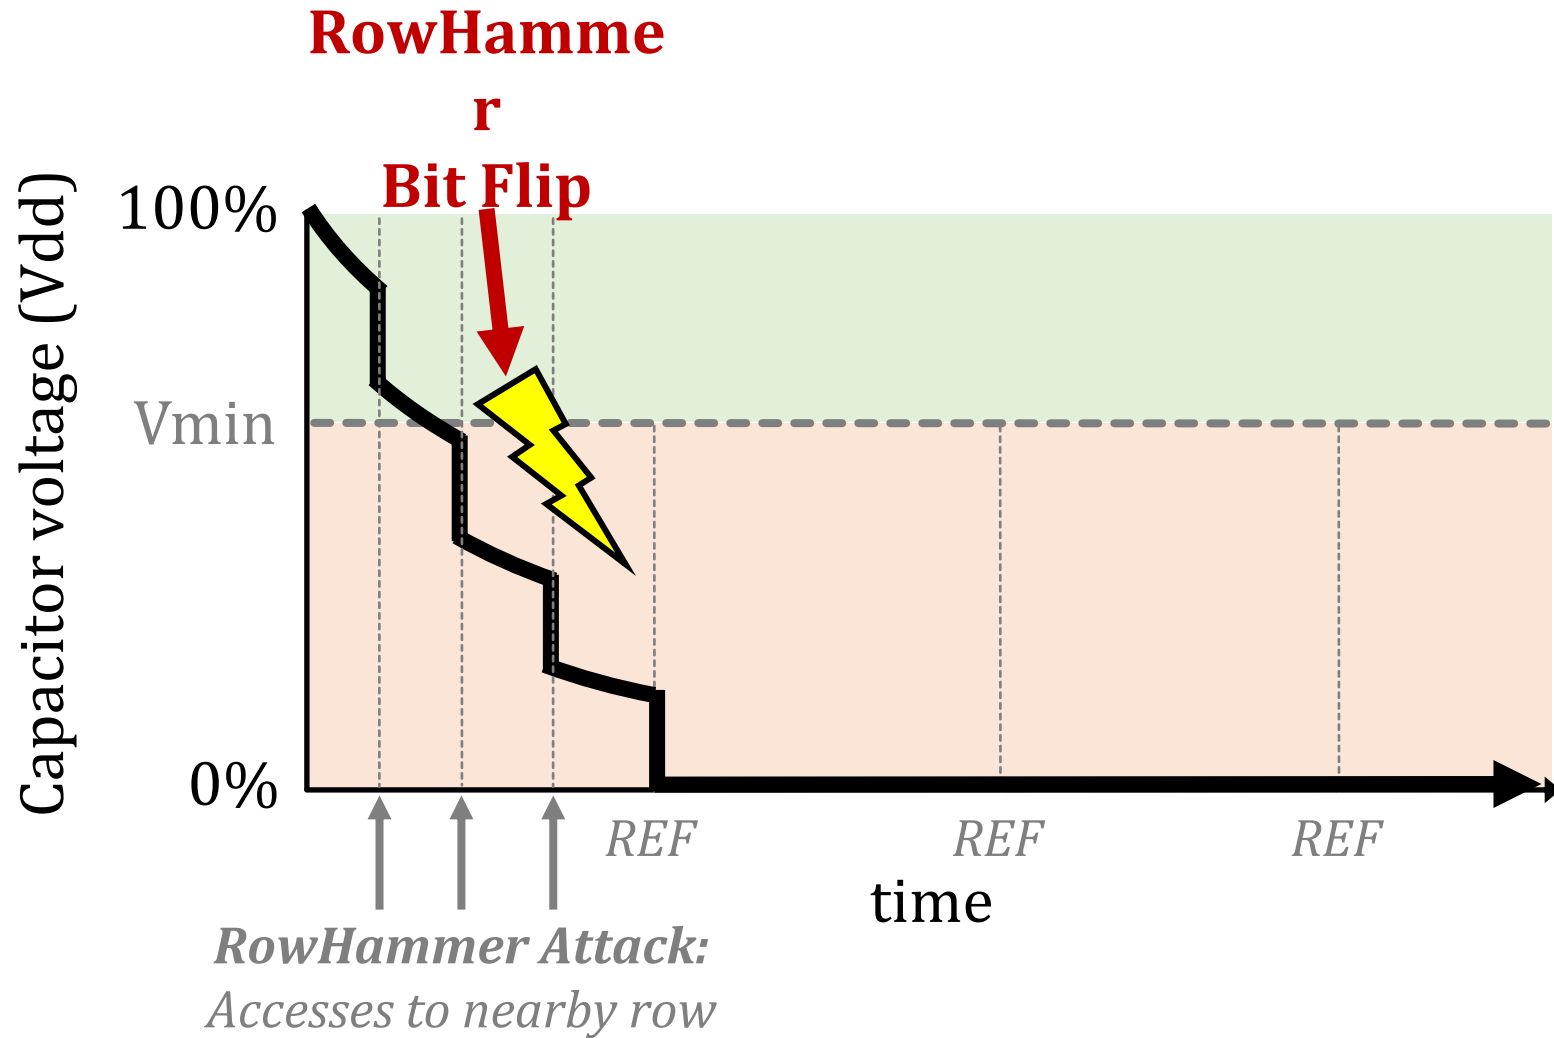 RowHamme
r
Bit Flip
Capacitor voltage (Vdd)
100%
Vmin
0%
REF
REF
REF
time
RowHammer Attack:
Accesses to nearby row